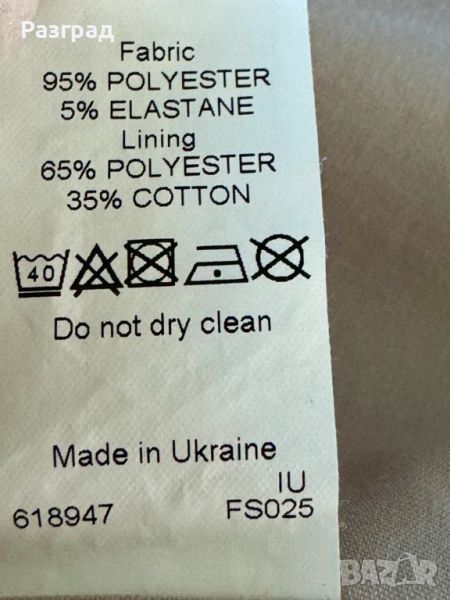 Разград
Fabric
95% POLYESTER
5% ELASTANE
Lining
65% POLYESTER
35% COTTON
40
Do not dry clean
Made in Ukraine
IU
618947 FS025
BAZAR